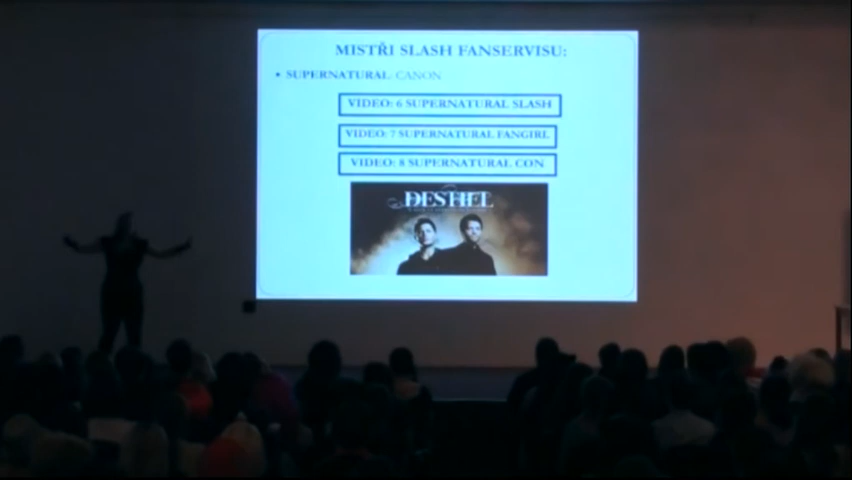 MISTŘI SLASH FANSERVISU:
• SUPERNATURAL CANON
VIDEO: 6 SUPERNATURAL SLASH
VIDEO: 7 SUPERNATURAL FANGIRL
VIDEO: 8 SUPERNATURAL CON
DESTIEL